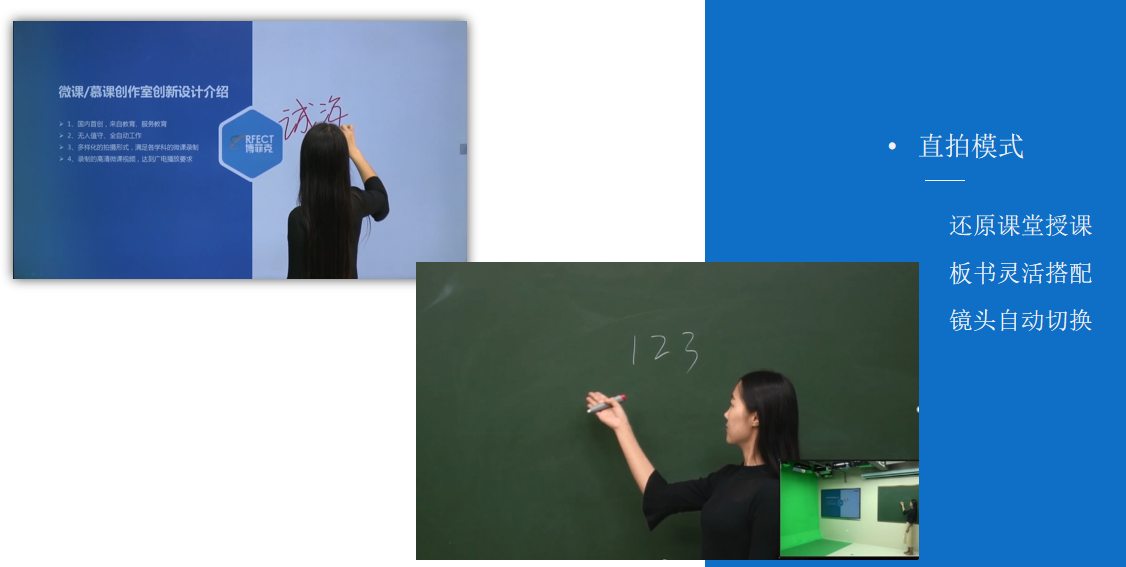 微课/慕课创作室创新设计介绍
➢ 1、国内首创，来自教育、服务教育
➢ 2、无人值守、全自动工作
➢ 3、多样化的拍摄形式，满足各学科的微课录制
➢ 4、录制的高清微课视频，达到广电播放要求
RFECT
博菲克
诚海
123
• 直拍模式
还原课堂授课
板书灵活搭配
镜头自动切换